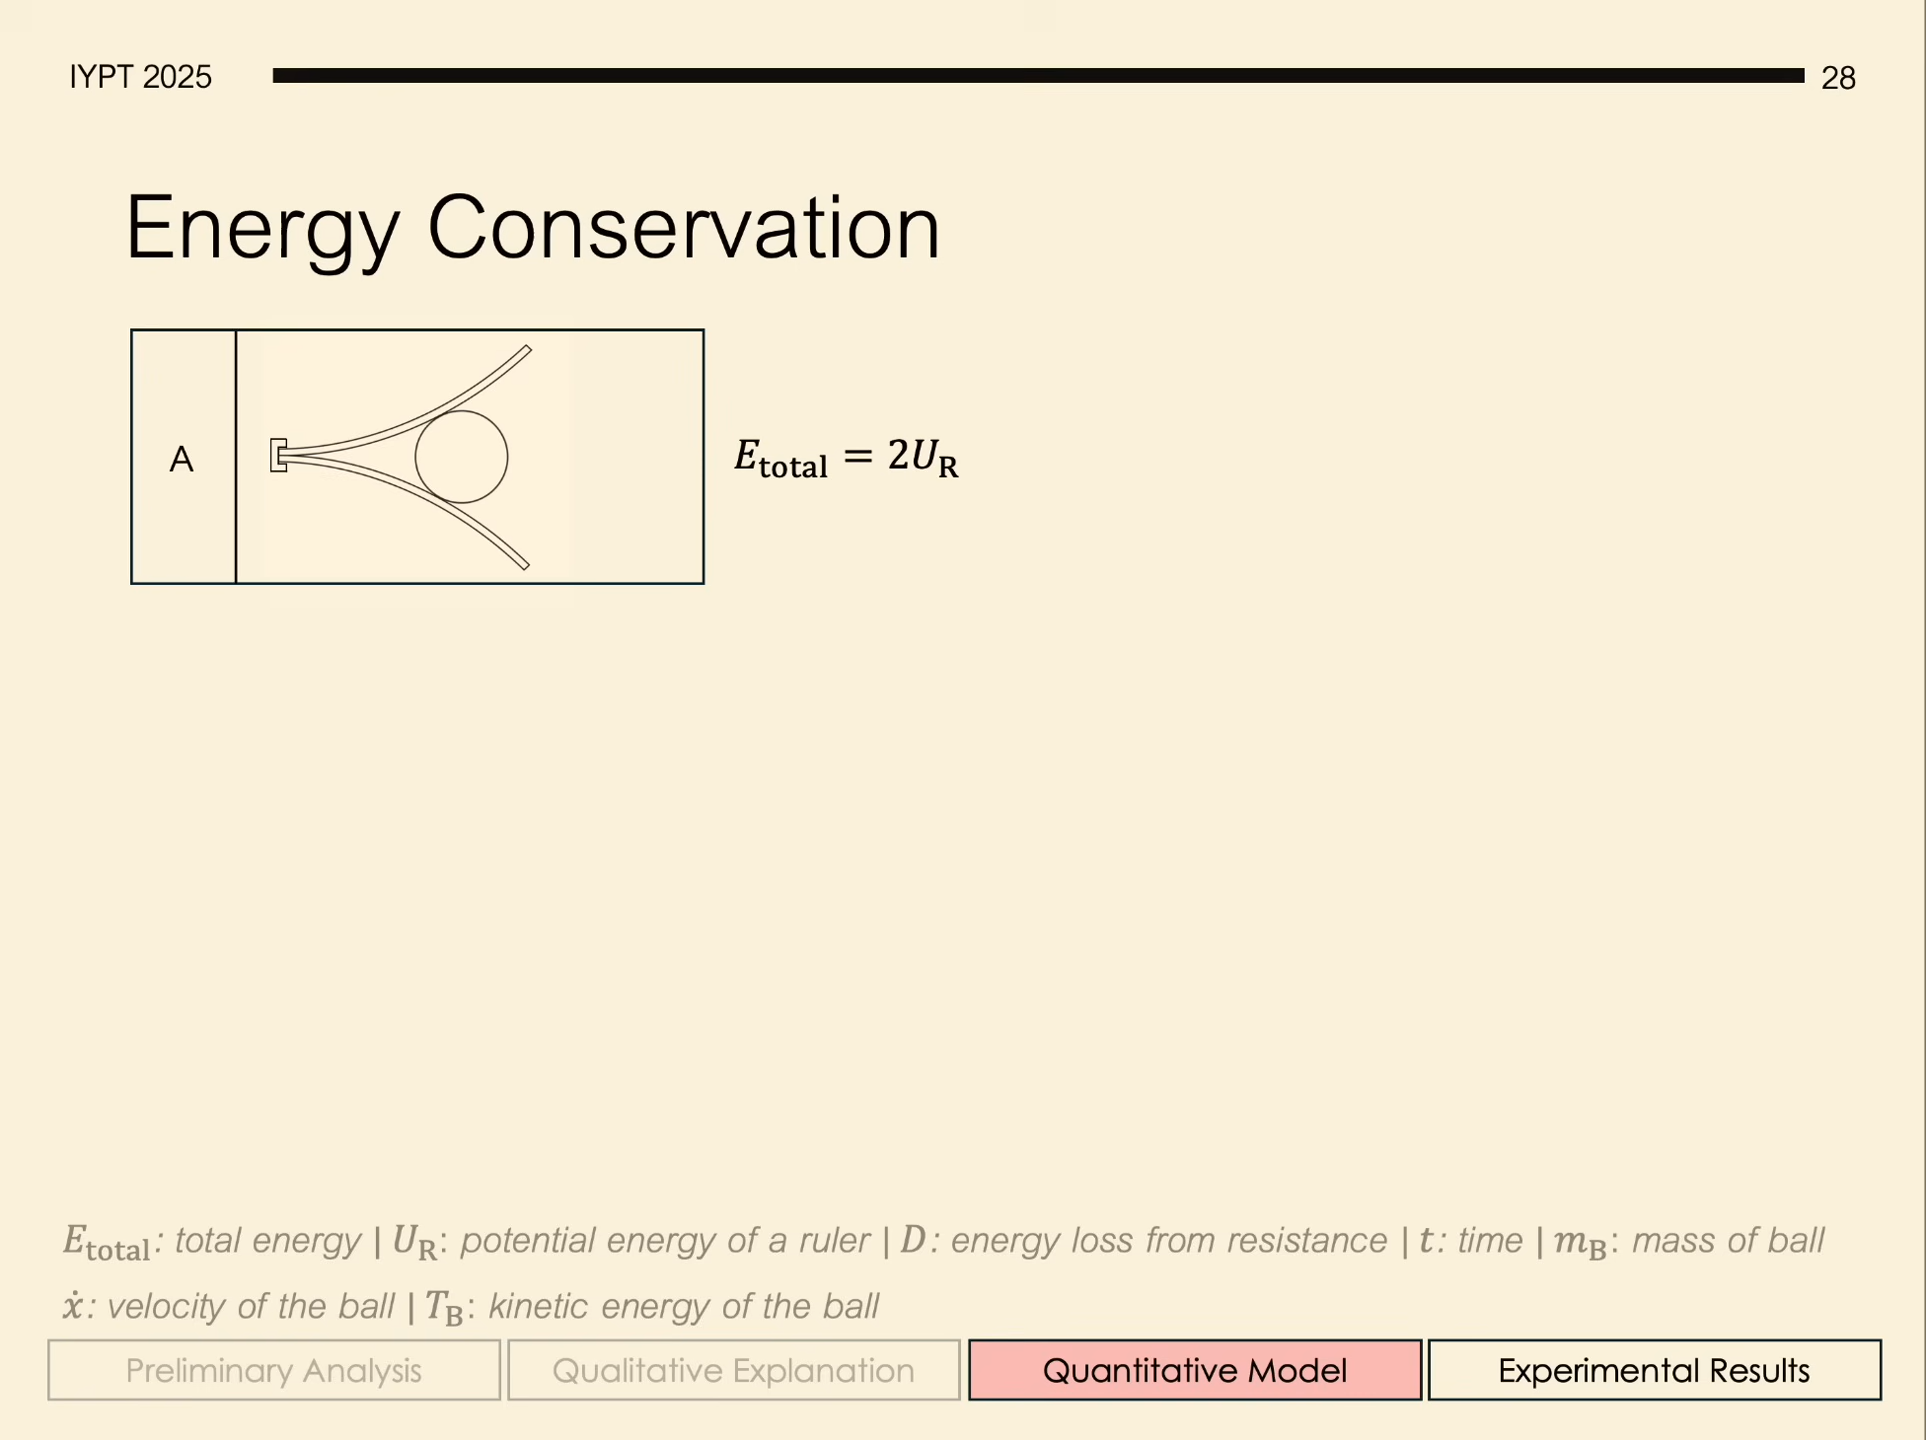 IYPT 2025
28
Energy Conservation
A
E_total = 2U_R
E_total: total energy | U_R: potential energy of a ruler | D: energy loss from resistance | t: time | m_B: mass of ball
ẋ: velocity of the ball | T_B: kinetic energy of the ball
Preliminary Analysis
Qualitative Explanation
Quantitative Model
Experimental Results